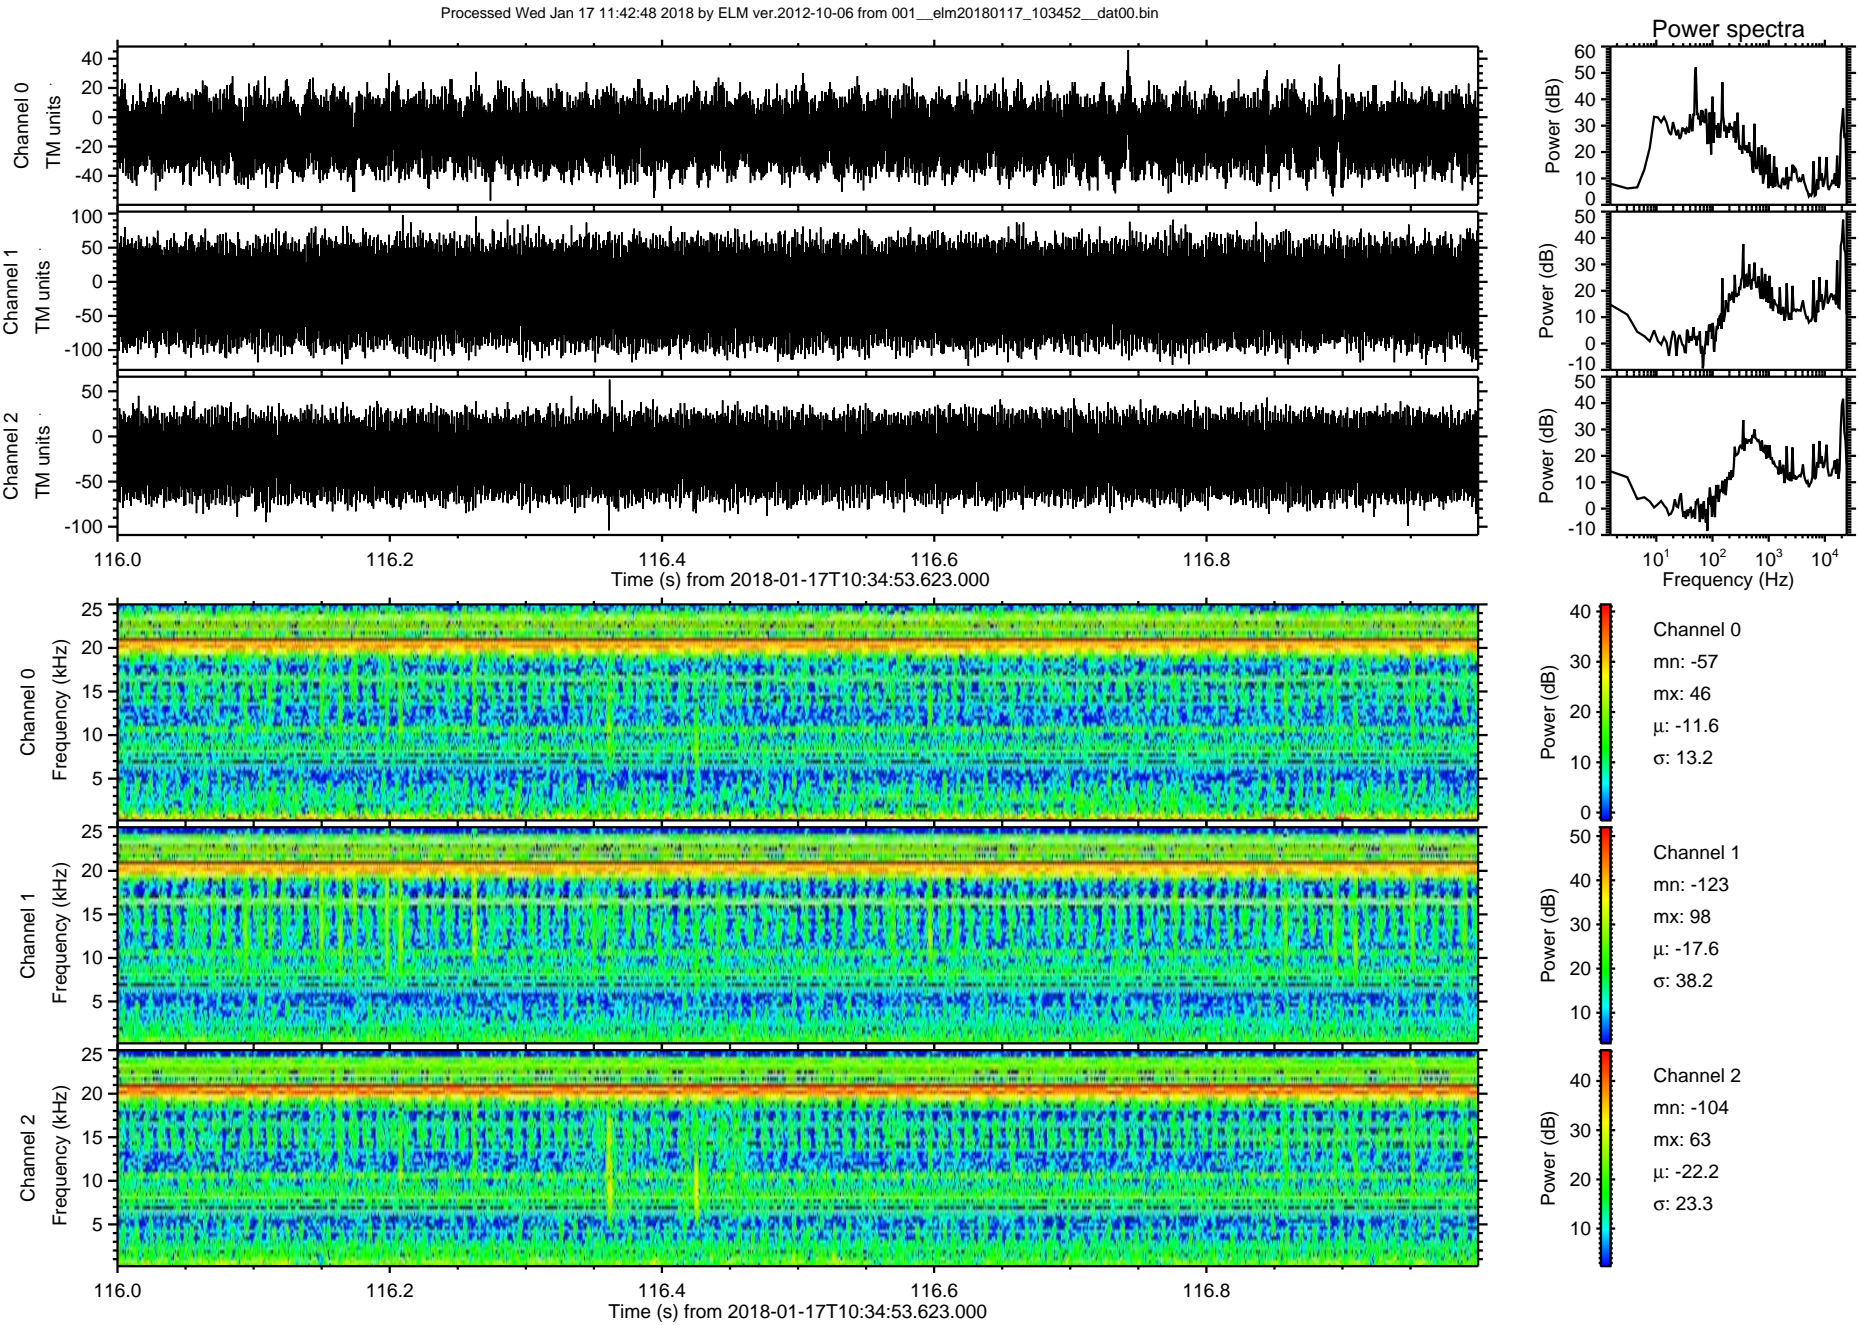 Processed Wed Jan 17 11:42:48 2018 by ELM ver.2012-10-06 from 001__elm20180117_103452__dat00.bin
Power spectra
Channel 0
TM units
40
20
0
-20
-40
Power (dB)
60
50
40
30
20
10
0
Channel 1
TM units
100
50
0
-50
-100
Power (dB)
50
40
30
20
10
0
-10
Channel 2
TM units
50
0
-50
-100
Power (dB)
50
40
30
20
10
0
-10
116.0 116.2 116.4 116.6 116.8
Time (s) from 2018-01-17T10:34:53.623.000
10^1 10^2 10^3 10^4
Frequency (Hz)
Channel 0
Frequency (kHz)
25
20
15
10
5
Power (dB)
40
30
20
10
0
Channel 0
mn: -57
mx: 46
µ: -11.6
σ: 13.2
Channel 1
Frequency (kHz)
25
20
15
10
5
Power (dB)
50
40
30
20
10
Channel 1
mn: -123
mx: 98
µ: -17.6
σ: 38.2
Channel 2
Frequency (kHz)
25
20
15
10
5
Power (dB)
40
30
20
10
Channel 2
mn: -104
mx: 63
µ: -22.2
σ: 23.3
116.0 116.2 116.4 116.6 116.8
Time (s) from 2018-01-17T10:34:53.623.000